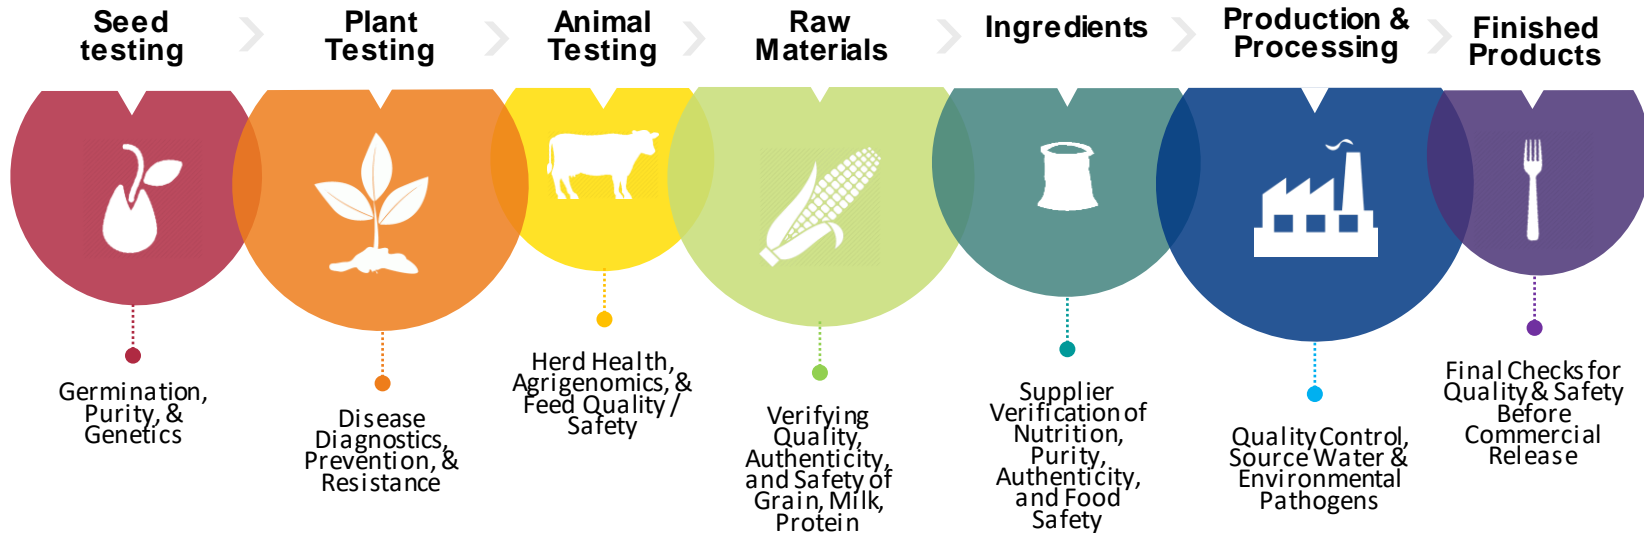 Seed
testing
Plant
Testing
Animal
Testing
Raw
Materials
Ingredients
Production &
Processing
Finished
Products
Germination,
Purity, &
Genetics
Disease
Diagnostics,
Prevention, &
Resistance
Herd Health,
Agrigenomics, &
Feed Quality /
Safety
Verifying
Quality,
Authenticity,
and Safety of
Grain, Milk,
Protein
Supplier
Verification of
Nutrition,
Purity,
Authenticity,
and Food
Safety
Quality Control,
Source Water &
Environmental
Pathogens
Final Checks for
Quality & Safety
Before
Commercial
Release